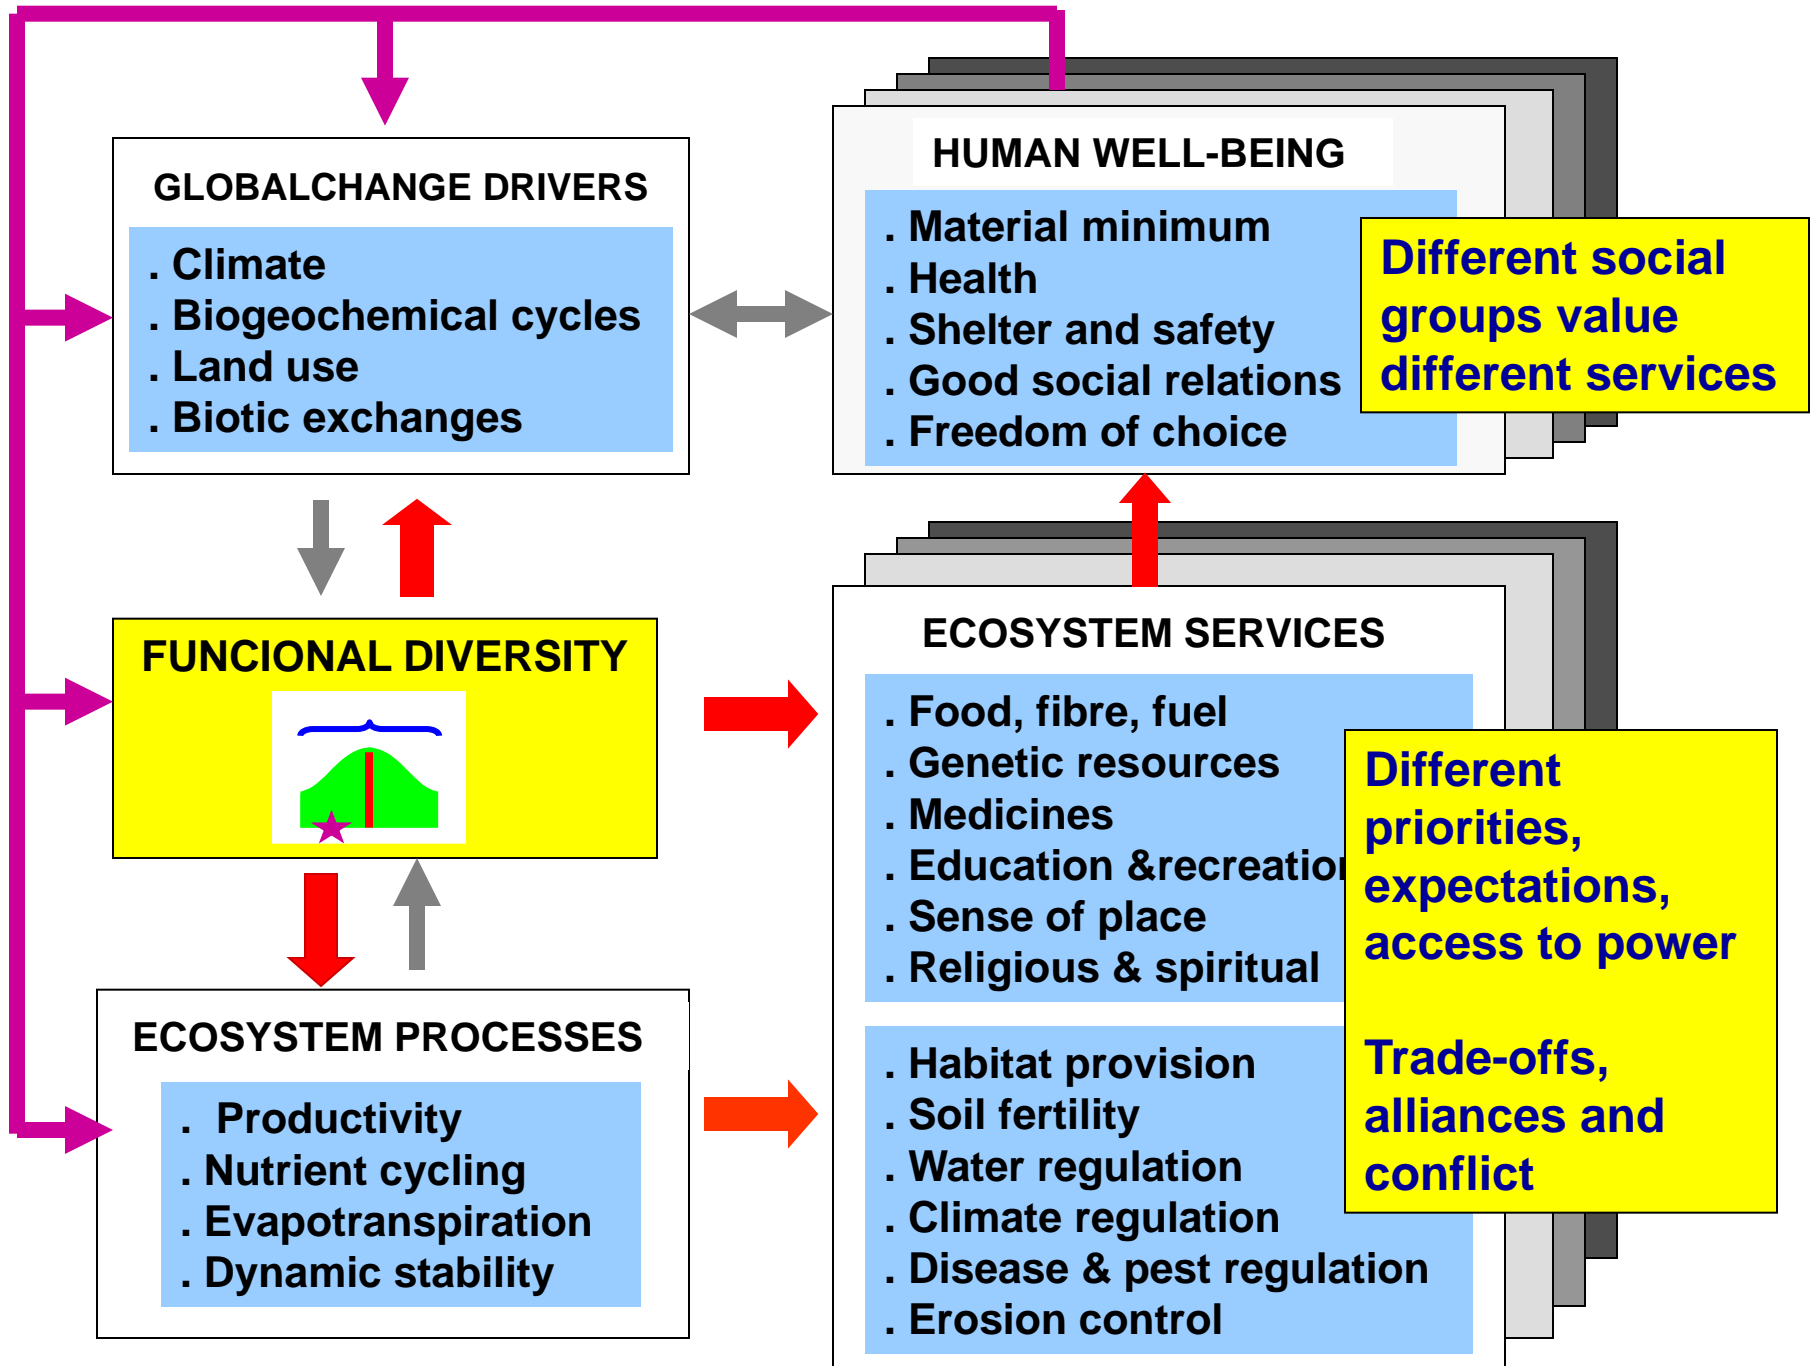 GLOBALCHANGE DRIVERS
. Climate
. Biogeochemical cycles
. Land use
. Biotic exchanges
HUMAN WELL-BEING
. Material minimum
. Health
. Shelter and safety
. Good social relations
. Freedom of choice
Different social
groups value
different services
FUNCIONAL DIVERSITY
ECOSYSTEM SERVICES
. Food, fibre, fuel
. Genetic resources
. Medicines
. Education &recreation
. Sense of place
. Religious & spiritual
. Habitat provision
. Soil fertility
. Water regulation
. Climate regulation
. Disease & pest regulation
. Erosion control
Different
priorities,
expectations,
access to power
Trade-offs,
alliances and
conflict
ECOSYSTEM PROCESSES
. Productivity
. Nutrient cycling
. Evapotranspiration
. Dynamic stability